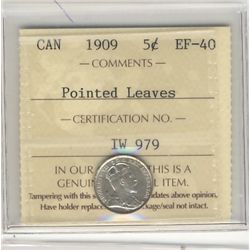 CAN 1909 5¢ EF-40
— COMMENTS —
Pointed Leaves
— CERTIFICATION NO. —
IW 979
IN OUR THIS IS A
GENUIN L ITEM.
Tampering with this s dates above opinion,
Have holder replac kage/seal not intact.